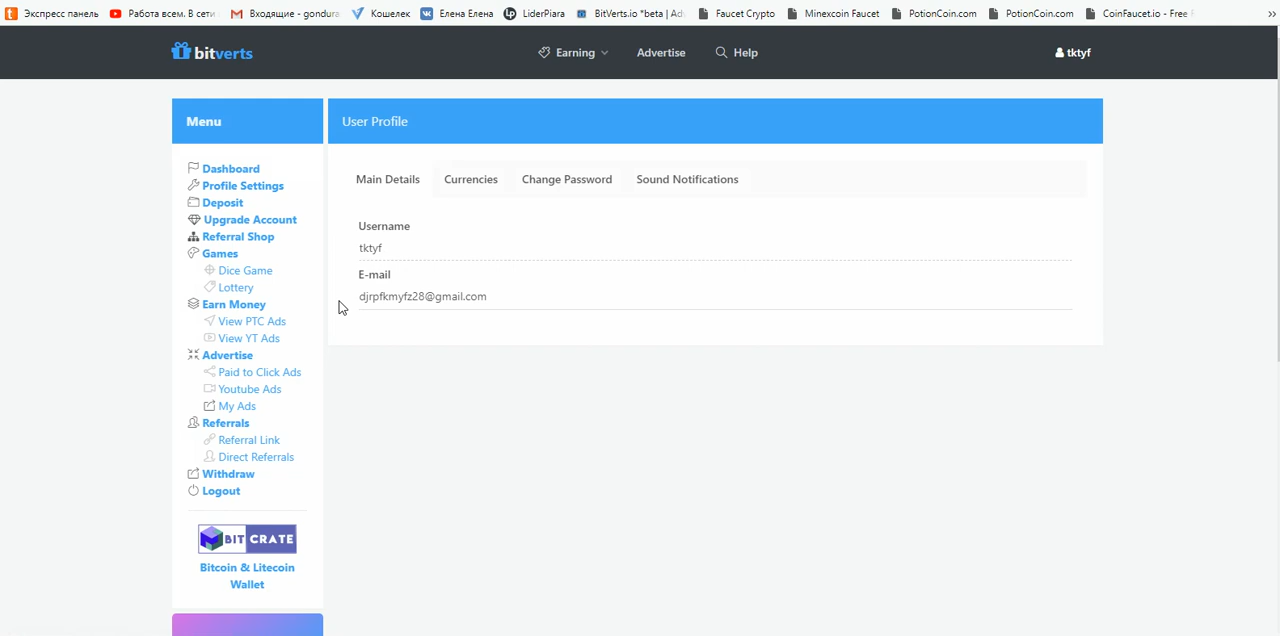 Экспресс панель Работа всем. В сети Входящие - gondura Кошелек Елена Елена LiderPiara BitVerts.io *beta | Ad Faucet Crypto Minexcoin Faucet PotionCoin.com PotionCoin.com CoinFaucet.io - Free »
bitverts Earning Advertise Help tktyf
Menu
Dashboard
Profile Settings
Deposit
Upgrade Account
Referral Shop
Games
Dice Game
Lottery
Earn Money
View PTC Ads
View YT Ads
Advertise
Paid to Click Ads
Youtube Ads
My Ads
Referrals
Referral Link
Direct Referrals
Withdraw
Logout
BIT CRATE
Bitcoin & Litecoin
Wallet
User Profile
Main Details Currencies Change Password Sound Notifications
Username
tktyf
E-mail
djrpfkmyfz28@gmail.com